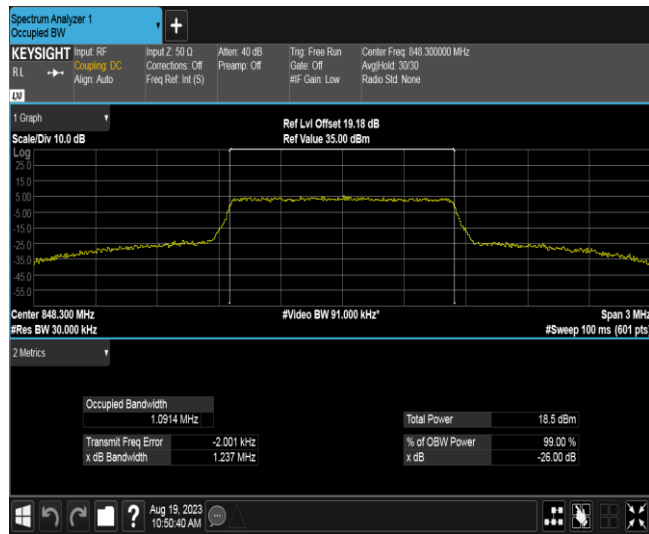 Spectrum Analyzer 1
Occupied BW
+
KEYSIGHT Input: RF Input Z: 50 Ω Atten: 40 dB Trig: Free Run Center Freq: 848.300000 MHz
RL Coupling: DC Corrections: Off Preamp: Off Gate: Off Avg|Hold: 30/30
Align: Auto Freq Ref: Int (S) #IF Gain: Low Radio Std: None
LXI
1 Graph
Ref Lvl Offset 19.18 dB
Scale/Div 10.0 dB Ref Value 35.00 dBm
Log
25.0
15.0
5.00
-5.00
-15.0
-25.0
-35.0
-45.0
-55.0
Center 848.300 MHz #Video BW 91.000 kHz* Span 3 MHz
#Res BW 30.000 kHz #Sweep 100 ms (601 pts)
2 Metrics
Occupied Bandwidth
1.0914 MHz Total Power 18.5 dBm
Transmit Freq Error -2.001 kHz % of OBW Power 99.00 %
x dB Bandwidth 1.237 MHz x dB -26.00 dB
? Aug 19, 2023
10:50:40 AM